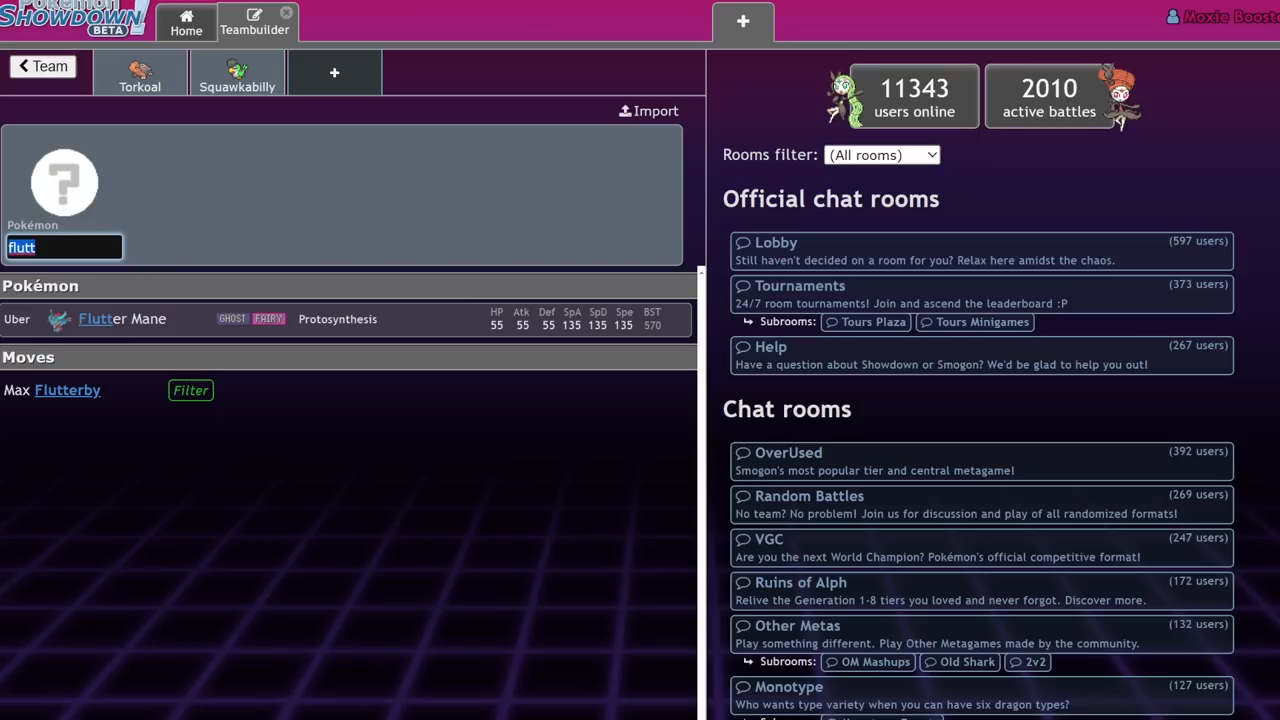 Pokémon
SHOWDOWN!
BETA
Home
Teambuilder
+
Moxie Boost
Team
Torkoal
Squawkabilly
+
Import
?
Pokémon
flutt
Pokémon
Uber Flutter Mane GHOST FAIRY Protosynthesis HP 55 Atk 55 Def 55 SpA 135 SpD 135 Spe 135 BST 570
Moves
Max Flutterby Filter
11343
users online
2010
active battles
Rooms filter: (All rooms)
Official chat rooms
Lobby (597 users)
Still haven't decided on a room for you? Relax here amidst the chaos.
Tournaments (373 users)
24/7 room tournaments! Join and ascend the leaderboard :P
↳ Subrooms: Tours Plaza Tours Minigames
Help (267 users)
Have a question about Showdown or Smogon? We'd be glad to help you out!
Chat rooms
OverUsed (392 users)
Smogon's most popular tier and central metagame!
Random Battles (269 users)
No team? No problem! Join us for discussion and play of all randomized formats!
VGC (247 users)
Are you the next World Champion? Pokémon's official competitive format!
Ruins of Alph (172 users)
Relive the Generation 1-8 tiers you loved and never forgot. Discover more.
Other Metas (132 users)
Play something different. Play Other Metagames made by the community.
↳ Subrooms: OM Mashups Old Shark 2v2
Monotype (127 users)
Who wants type variety when you can have six dragon types?